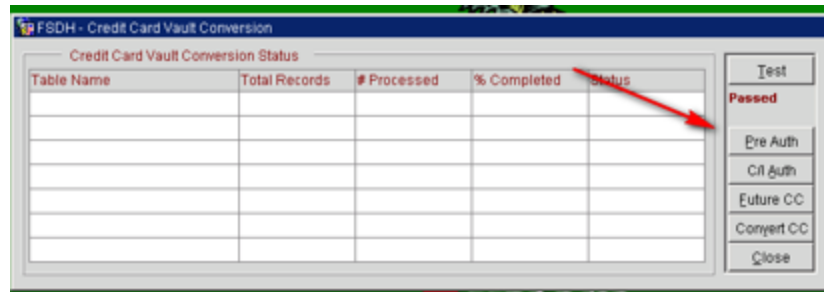 FSDH - Credit Card Vault Conversion
Credit Card Vault Conversion Status
Table Name Total Records # Processed % Completed Status
Test
Passed
Pre Auth
C/I Auth
Future CC
Convert CC
Close